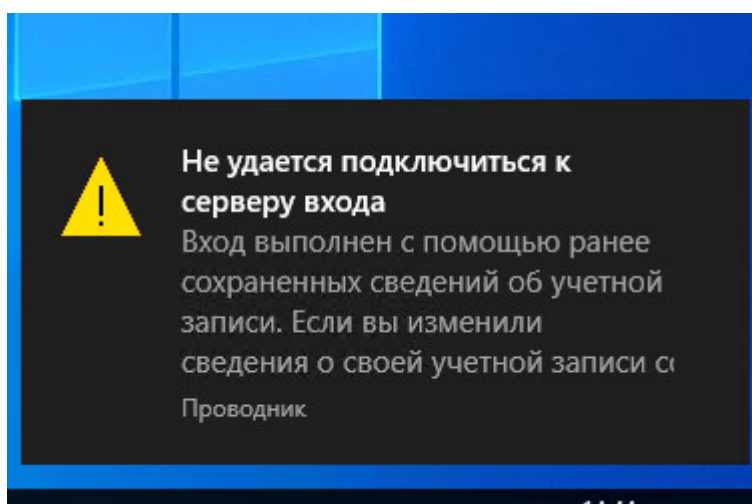 Не удается подключиться к
серверу входа
Вход выполнен с помощью ранее
сохраненных сведений об учетной
записи. Если вы изменили
сведения о своей учетной записи
Проводник